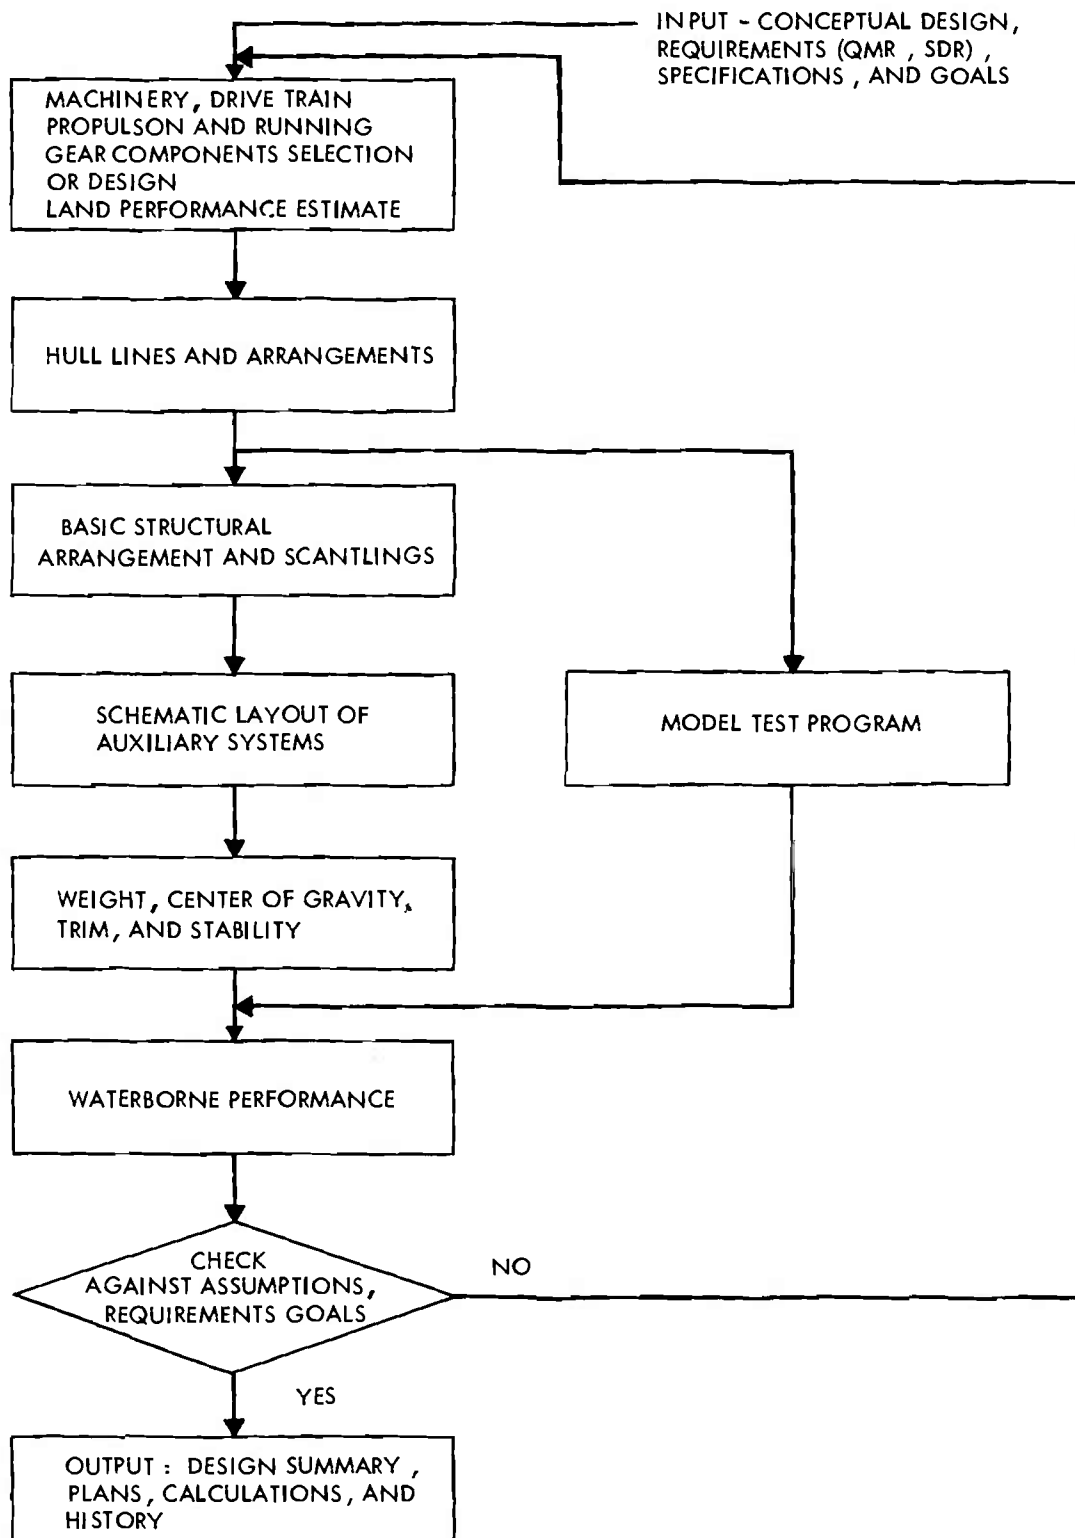 INPUT - CONCEPTUAL DESIGN,
REQUIREMENTS (QMR , SDR) ,
SPECIFICATIONS , AND GOALS
MACHINERY, DRIVE TRAIN
PROPULSON AND RUNNING
GEAR COMPONENTS SELECTION
OR DESIGN
LAND PERFORMANCE ESTIMATE
HULL LINES AND ARRANGEMENTS
BASIC STRUCTURAL
ARRANGEMENT AND SCANTLINGS
SCHEMATIC LAYOUT OF
AUXILIARY SYSTEMS
MODEL TEST PROGRAM
WEIGHT, CENTER OF GRAVITY,
TRIM, AND STABILITY
WATERBORNE PERFORMANCE
CHECK
AGAINST ASSUMPTIONS,
REQUIREMENTS GOALS
NO
YES
OUTPUT : DESIGN SUMMARY ,
PLANS, CALCULATIONS, AND
HISTORY